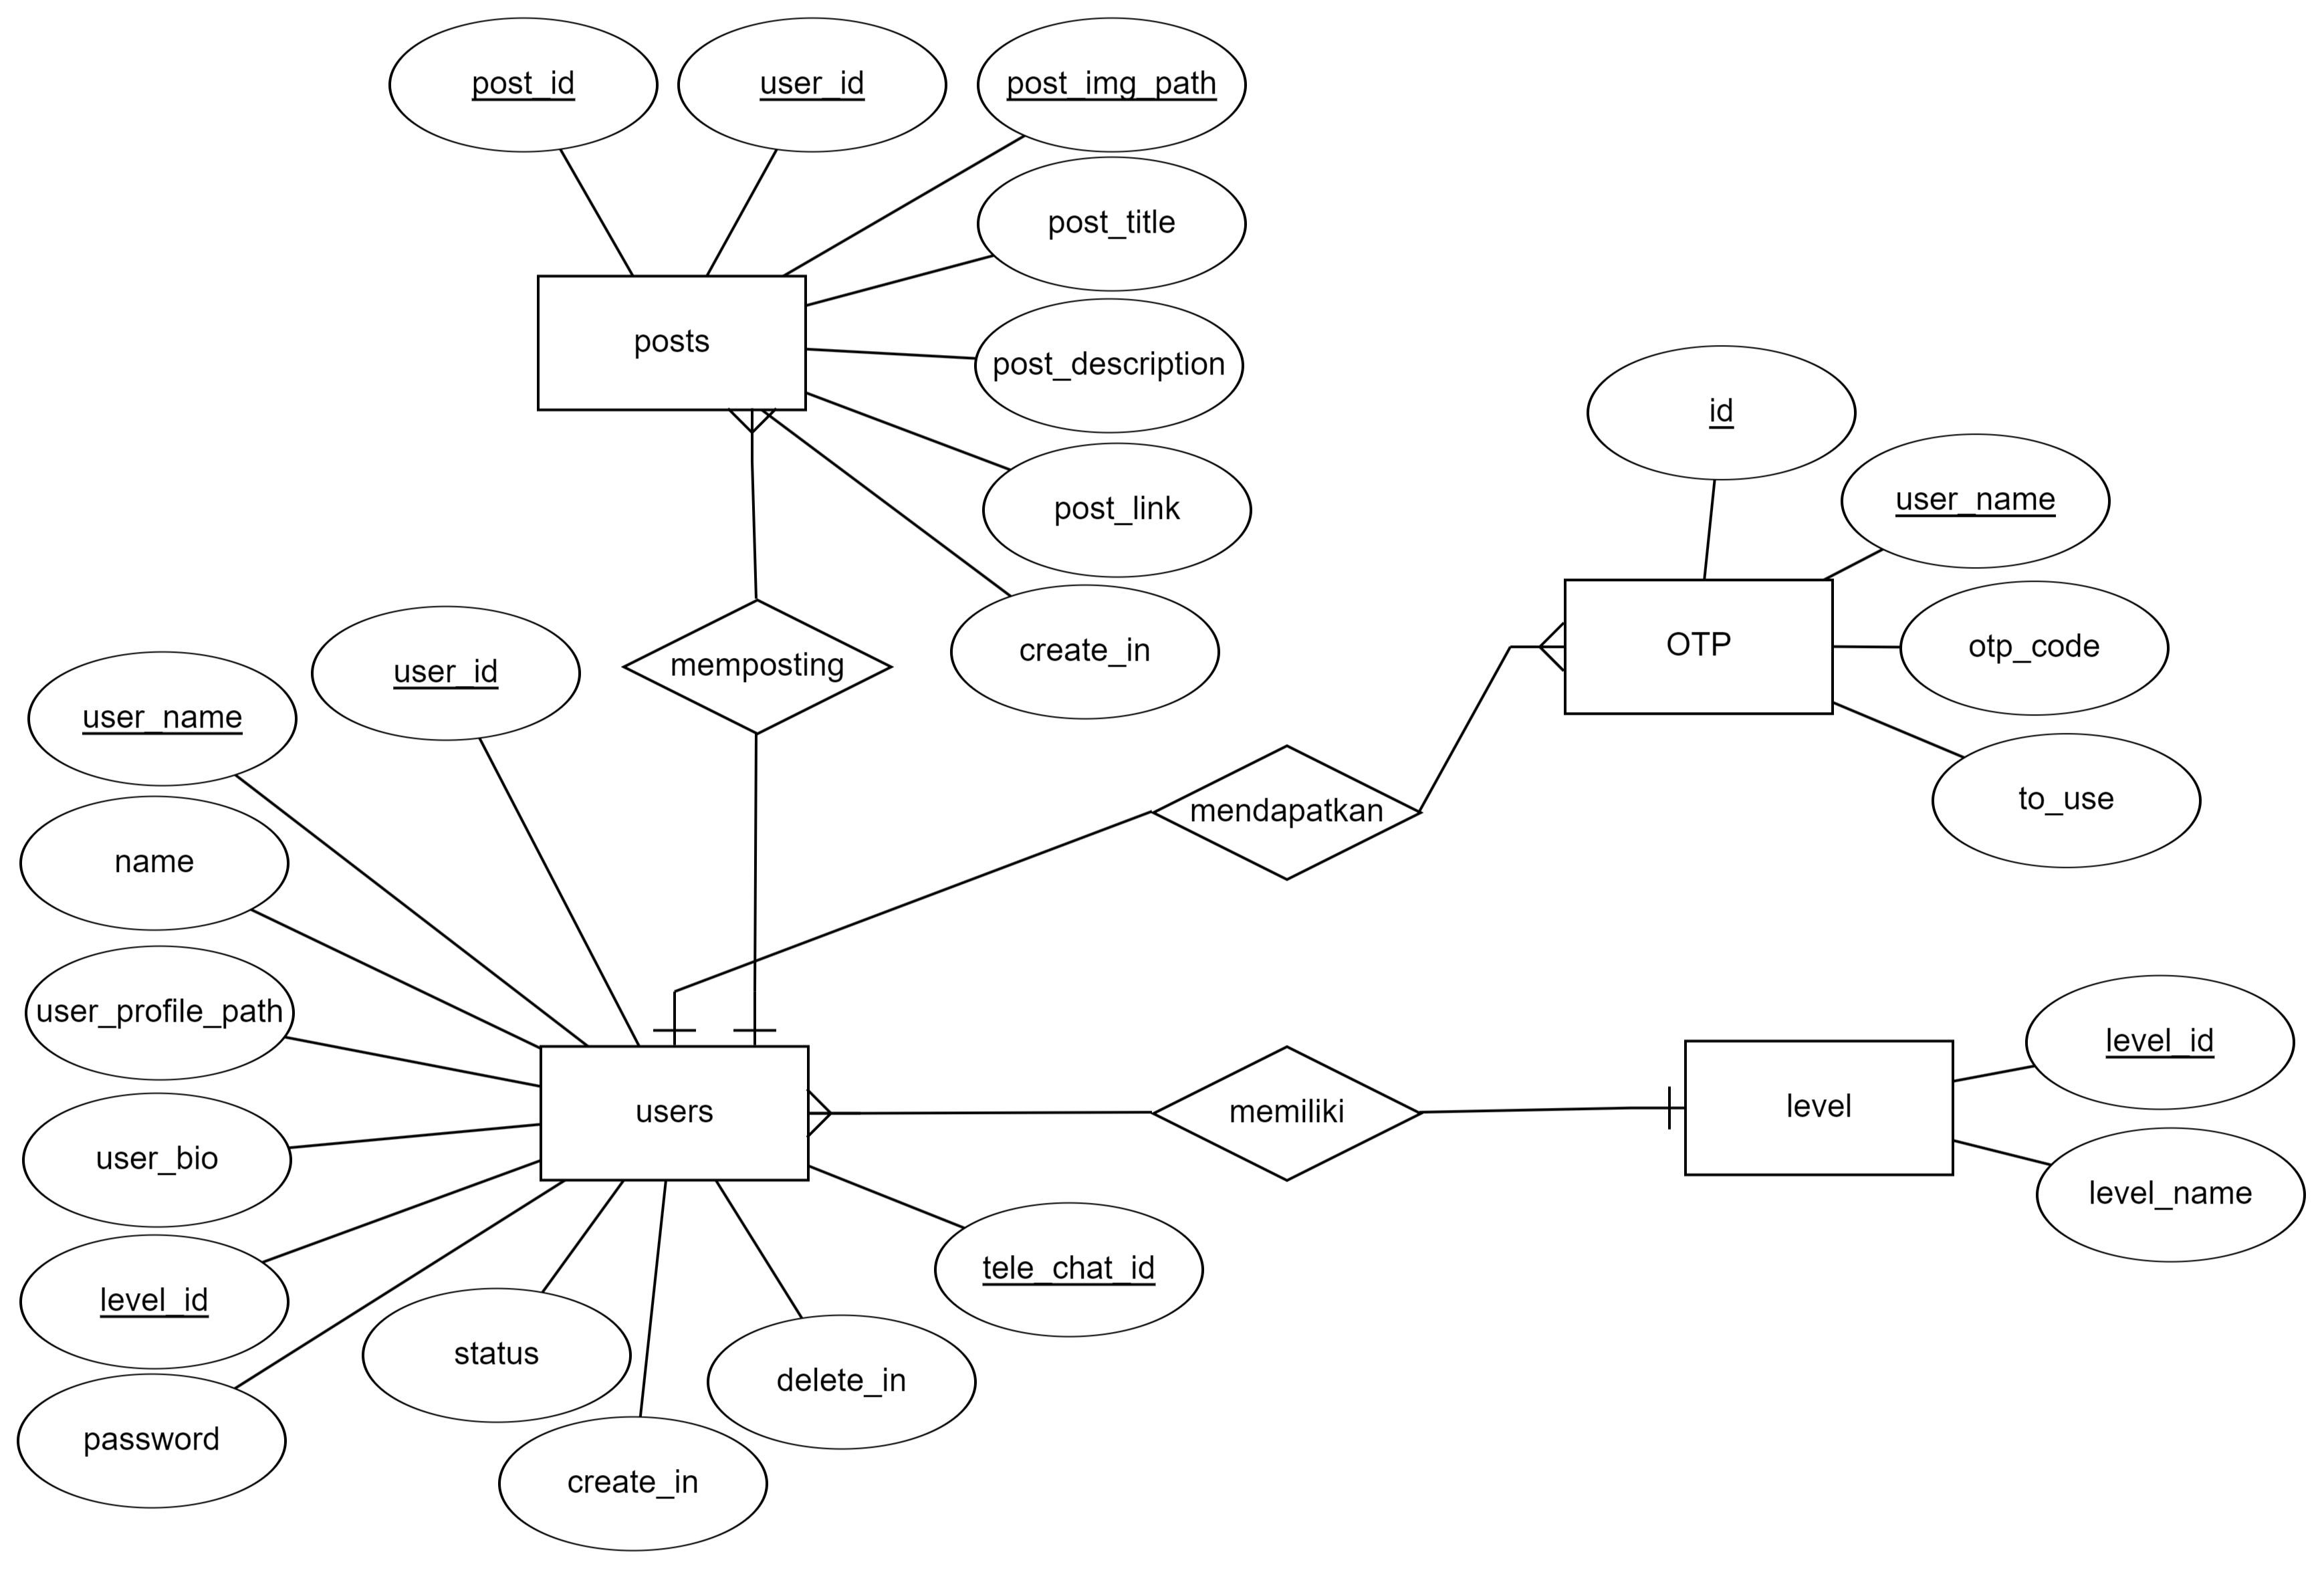 post_id
user_id
post_img_path
post_title
posts
post_description
post_link
create_in
id
user_name
OTP
otp_code
to_use
memposting
mendapatkan
user_id
user_name
name
user_profile_path
user_bio
level_id
password
users
status
create_in
delete_in
tele_chat_id
memiliki
level
level_id
level_name